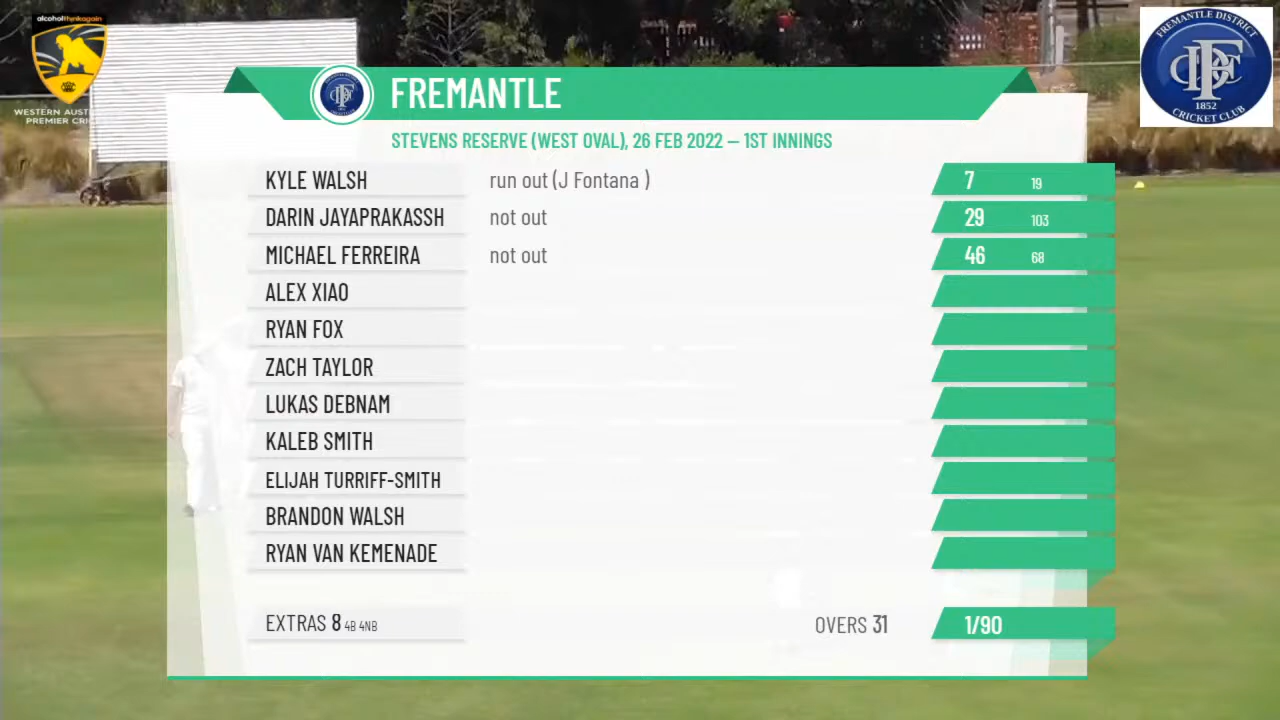 alcohol think again
WESTERN AUST
PREMIER CRI
FREMANTLE DISTRICT
1852
CRICKET CLUB
FREMANTLE
STEVENS RESERVE (WEST OVAL), 26 FEB 2022 – 1ST INNINGS
KYLE WALSH run out (J Fontana ) 7 19
DARIN JAYAPRAKASSH not out 29 103
MICHAEL FERREIRA not out 46 68
ALEX XIAO
RYAN FOX
ZACH TAYLOR
LUKAS DEBNAM
KALEB SMITH
ELIJAH TURRIFF-SMITH
BRANDON WALSH
RYAN VAN KEMENADE
EXTRAS 8 4B 4NB OVERS 31 1/90